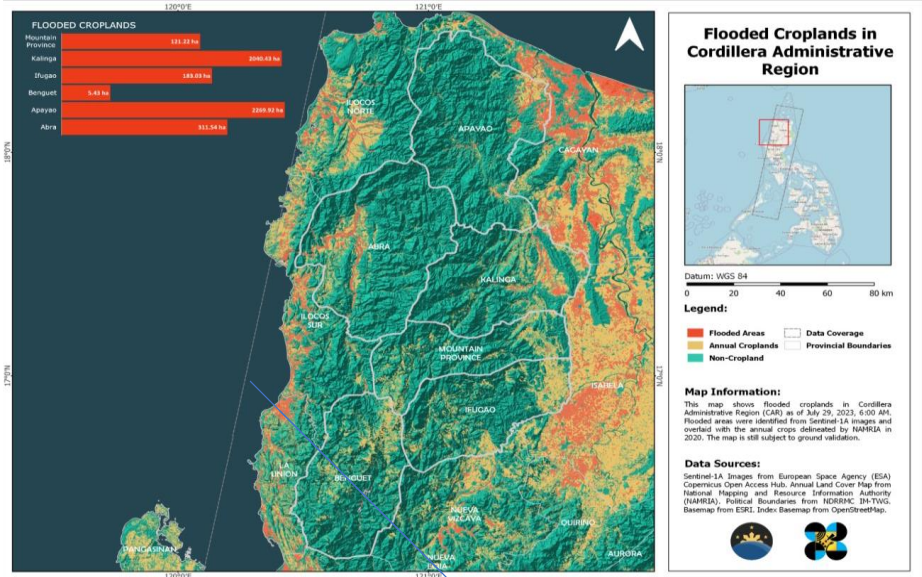 120°0'E
121°0'E
FLOODED CROPLANDS
Mountain
Province
121.22 ha
Kalinga
2040.43 ha
Ifugao
183.03 ha
Benguet
5.43 ha
Apayao
2269.92 ha
Abra
311.54 ha
ILOCOS
NORTE
APAYAO
CAGAYAN
18°0'N
18°0'N
ABRA
KALINGA
ILOCOS
SUR
MOUNTAIN
PROVINCE
17°0'N
17°0'N
ISABELA
IFUGAO
LA
UNION
BENGUET
NUEVA
VIZCAYA
QUIRINO
PANGASINAN
NUEVA
AURORA
120°0'E
121°0'E
Flooded Croplands in
Cordillera Administrative
Region
Datum: WGS 84
0 20 40 60 80 km
Legend:
Flooded Areas
Data Coverage
Annual Croplands
Provincial Boundaries
Non-Cropland
Map Information:
This map shows flooded croplands in Cordillera
Administrative Region (CAR) as of July 29, 2023, 6:00 AM.
Flooded areas were identified from Sentinel-1A images and
overlaid with the annual crops delineated by NAMRIA in
2020. The map is still subject to ground validation.
Data Sources:
Sentinel-1A Images from European Space Agency (ESA)
Copernicus Open Access Hub. Annual Land Cover Map from
National Mapping and Resource Information Authority
(NAMRIA). Political Boundaries from NDRRMC IM-TWG.
Basemap from ESRI. Index Basemap from OpenStreetMap.